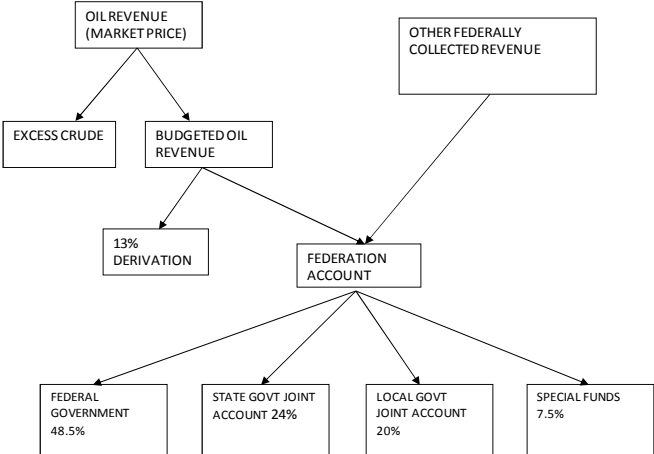 OIL REVENUE
(MARKET PRICE)
OTHER FEDERALLY
COLLECTED REVENUE
EXCESS CRUDE
BUDGETED OIL
REVENUE
13%
DERIVATION
FEDERATION
ACCOUNT
FEDERAL
GOVERNMENT
48.5%
STATE GOVT JOINT
ACCOUNT 24%
LOCAL GOVT
JOINT ACCOUNT
20%
SPECIAL FUNDS
7.5%